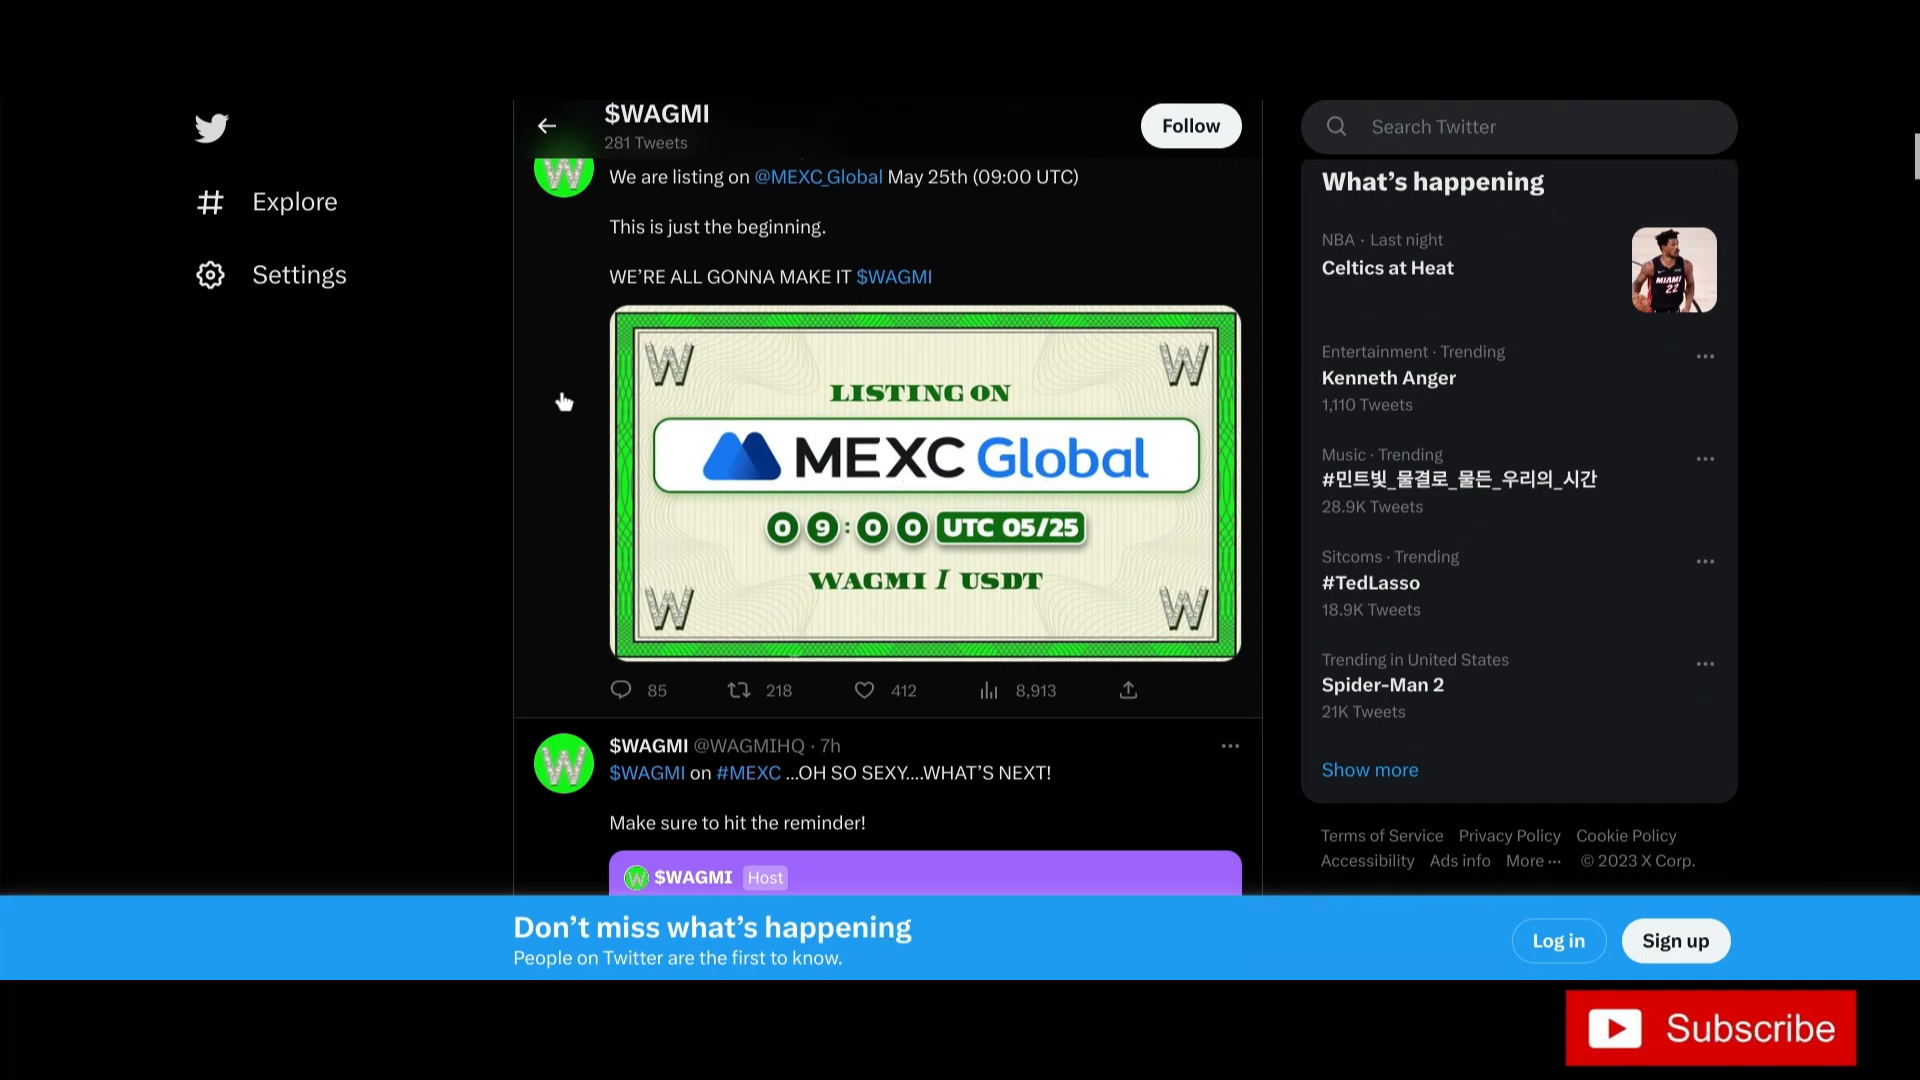 Explore
Settings
$WAGMI
281 Tweets
Follow
We are listing on @MEXC_Global May 25th (09:00 UTC)
This is just the beginning.
WE’RE ALL GONNA MAKE IT $WAGMI
W W
LISTING ON
MEXC Global
09:00 UTC 05/25
WAGMI / USDT
W W
85 218 412 8,913
$WAGMI @WAGMIHQ · 7h
$WAGMI on #MEXC ...OH SO SEXY....WHAT’S NEXT!
Make sure to hit the reminder!
$WAGMI Host
Search Twitter
What’s happening
NBA · Last night
Celtics at Heat
MIAMI
22
Entertainment · Trending
Kenneth Anger
1,110 Tweets
Music · Trending
#민트빛_물결로_물든_우리의_시간
28.9K Tweets
Sitcoms · Trending
#TedLasso
18.9K Tweets
Trending in United States
Spider-Man 2
21K Tweets
Show more
Terms of Service Privacy Policy Cookie Policy
Accessibility Ads info More ··· © 2023 X Corp.
Don’t miss what’s happening
People on Twitter are the first to know.
Log in
Sign up
Subscribe